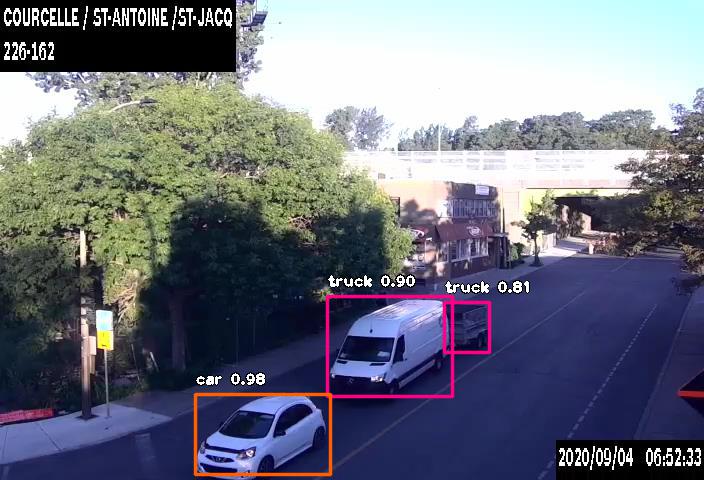 COURCELLE / ST-ANTOINE /ST-JACQ
226-162
truck 0.90
truck 0.81
car 0.98
2020/09/04 06:52:33